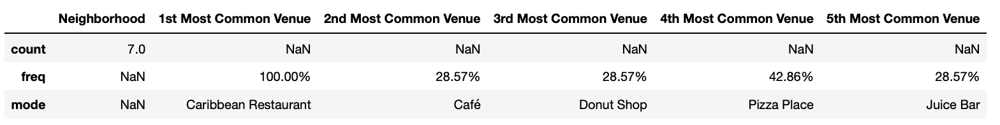 Neighborhood 1st Most Common Venue 2nd Most Common Venue 3rd Most Common Venue 4th Most Common Venue 5th Most Common Venue
count 7.0 NaN NaN NaN NaN NaN
freq NaN 100.00% 28.57% 28.57% 42.86% 28.57%
mode NaN Caribbean Restaurant Café Donut Shop Pizza Place Juice Bar